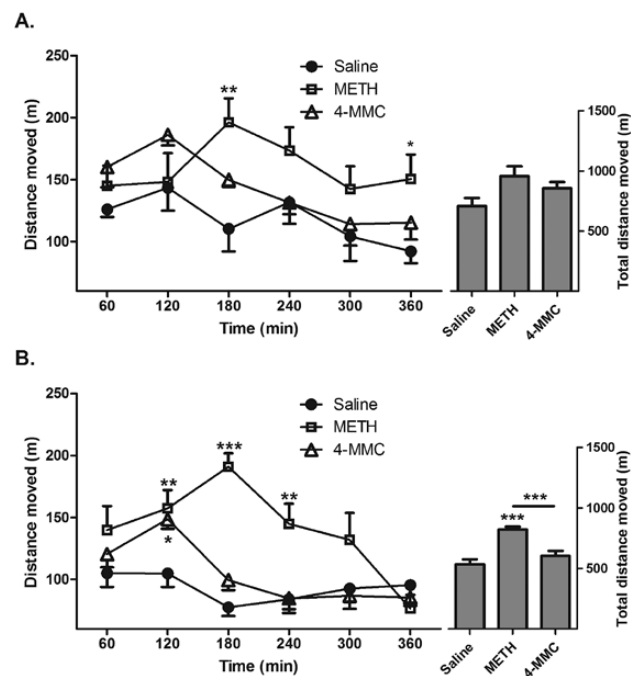 A.
250
200
150
100
Distance moved (m)
Saline
METH
4-MMC
**
*
60 120 180 240 300 360
Time (min)
1500
1000
500
Total distance moved (m)
Saline METH 4-MMC
B.
250
200
150
100
Distance moved (m)
Saline
METH
4-MMC
***
** **
*
60 120 180 240 300 360
Time (min)
1500
1000
500
Total distance moved (m)
***
***
Saline METH 4-MMC